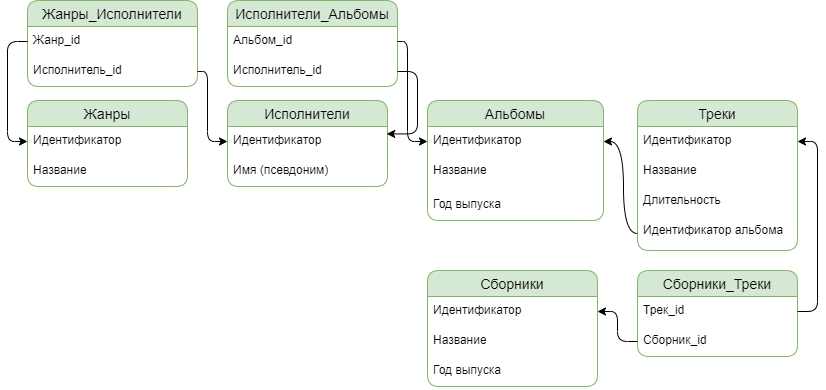 Жанры_Исполнители
Жанр_id
Исполнитель_id
Исполнители_Альбомы
Альбом_id
Исполнитель_id
Жанры
Идентификатор
Название
Исполнители
Идентификатор
Имя (псевдоним)
Альбомы
Идентификатор
Название
Год выпуска
Треки
Идентификатор
Название
Длительность
Идентификатор альбома
Сборники
Идентификатор
Название
Год выпуска
Сборники_Треки
Трек_id
Сборник_id